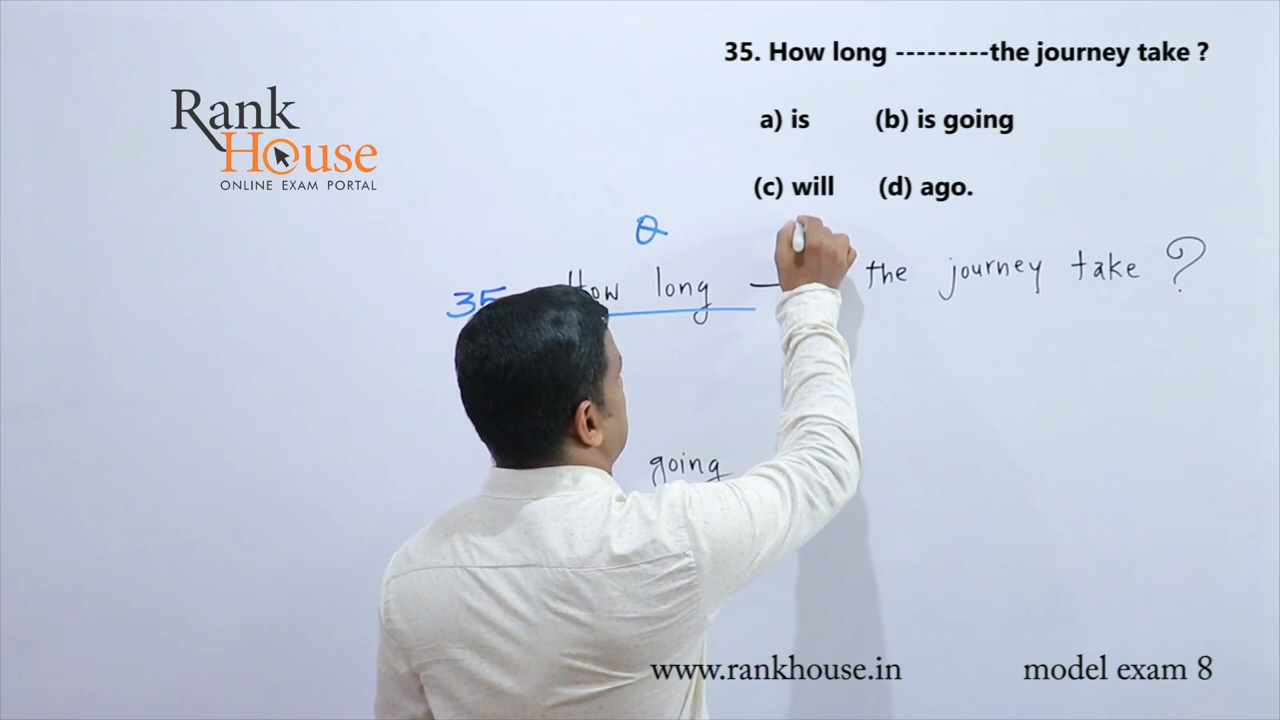 35. How long ---------the journey take ?
a) is (b) is going
(c) will (d) ago.
Rank
House
ONLINE EXAM PORTAL
Q
35 How long — the journey take ?
going
www.rankhouse.in model exam 8